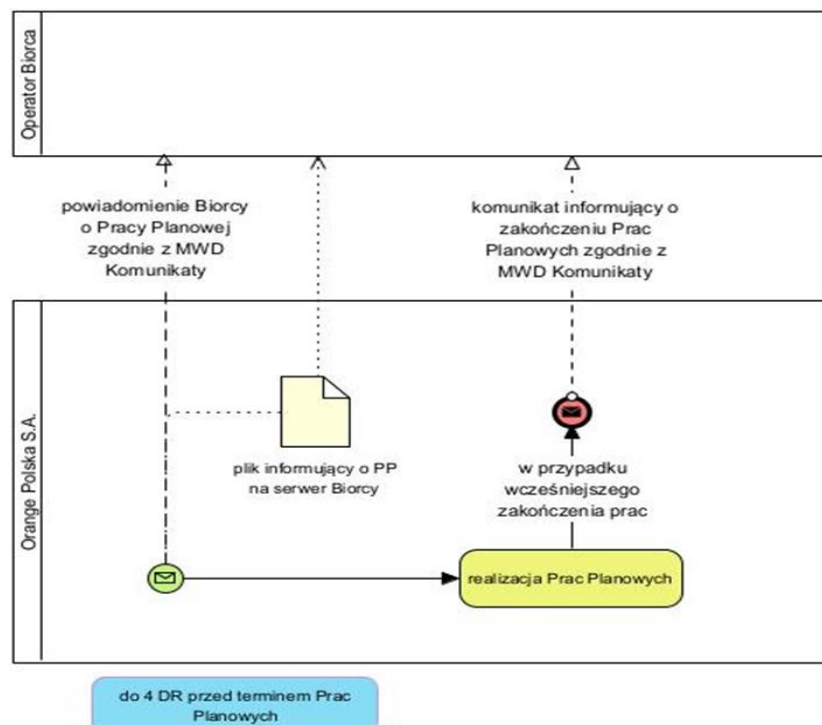 Operator Biorca
powiadomienie Biorcy
o Pracy Planowej
zgodnie z MWD
Komunikaty
komunikat informujący o
zakończeniu Prac
Planowych zgodnie z
MWD Komunikaty
Orange Polska S.A.
plik informujący o PP
na serwer Biorcy
w przypadku
wcześniejszego
zakończenia prac
realizacja Prac Planowych
do 4 DR przed terminem Prac
Planowych